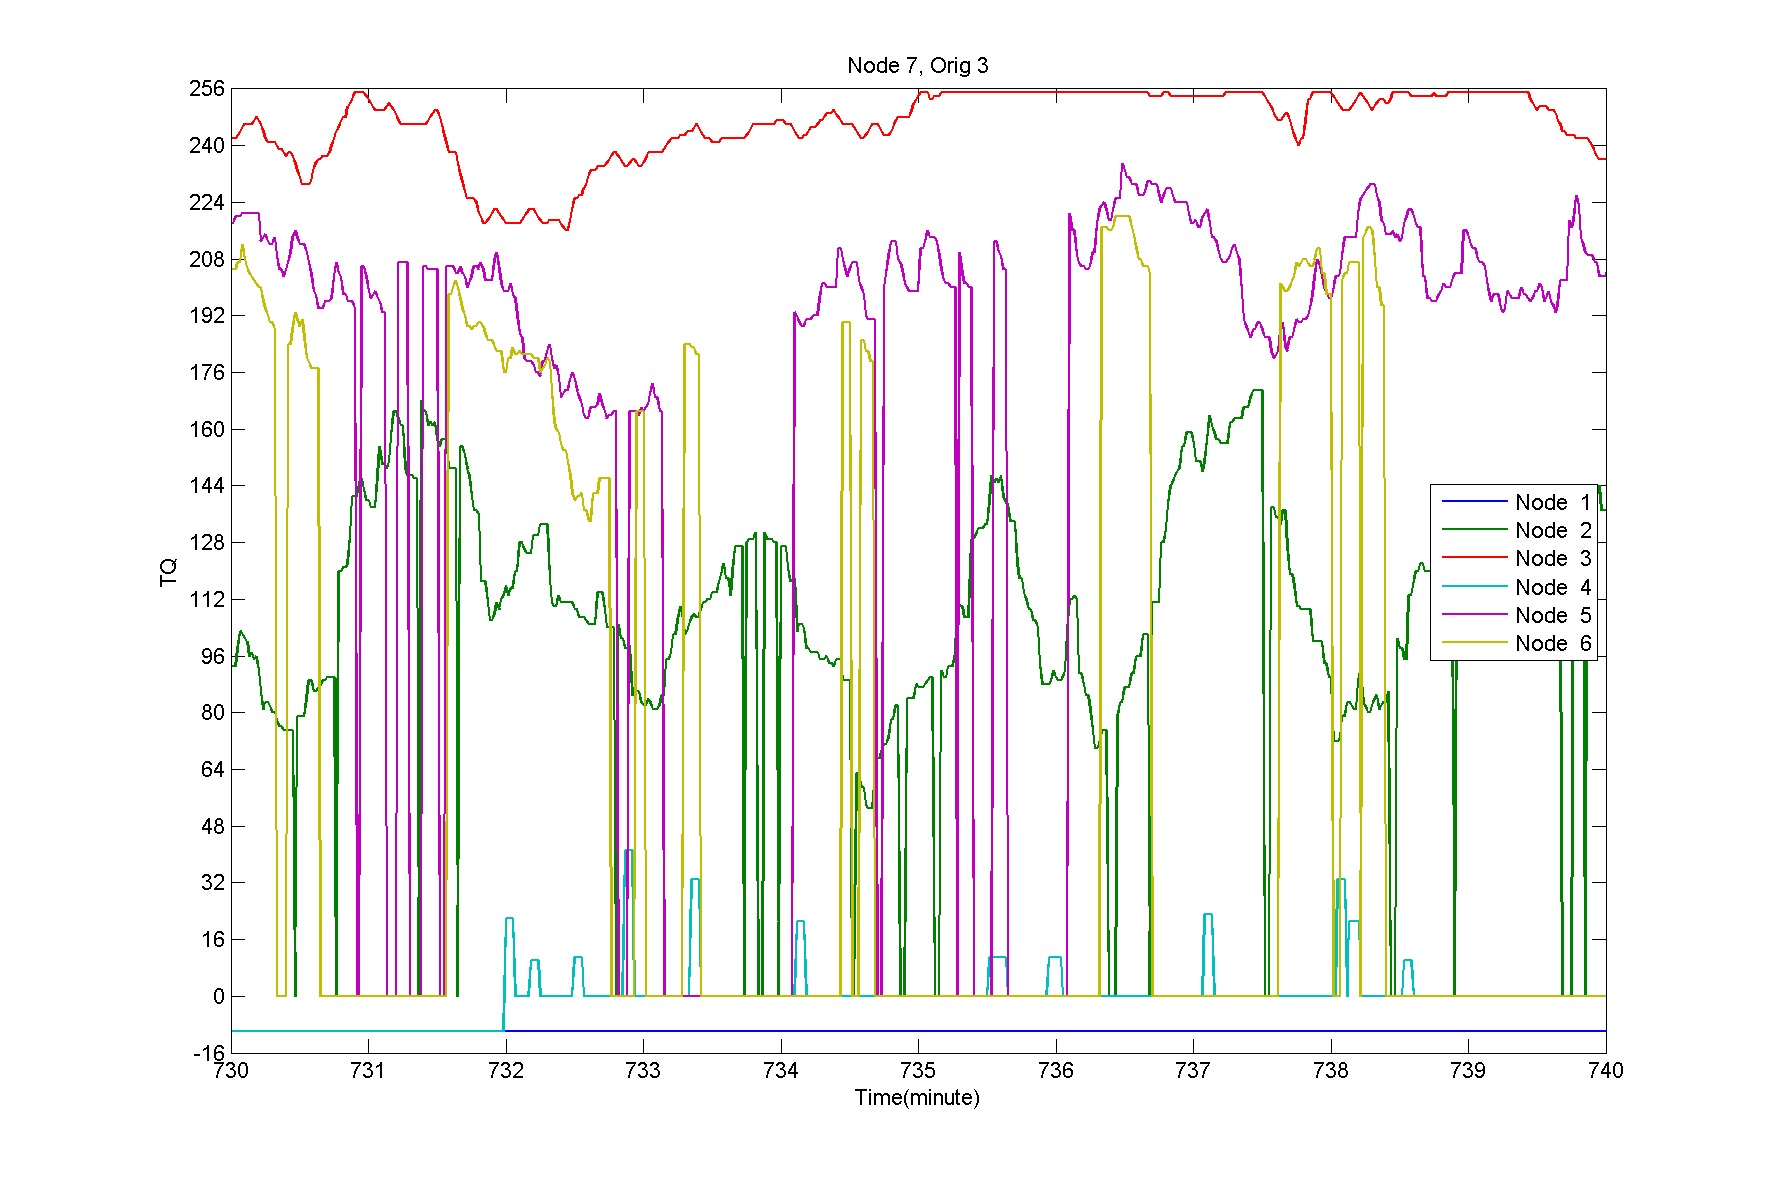 Node 7, Orig 3
256
240
224
208
192
176
160
144
128
112
96
80
64
48
32
16
0
-16
TQ
730 731 732 733 734 735 736 737 738 739 740
Time(minute)
Node 1
Node 2
Node 3
Node 4
Node 5
Node 6